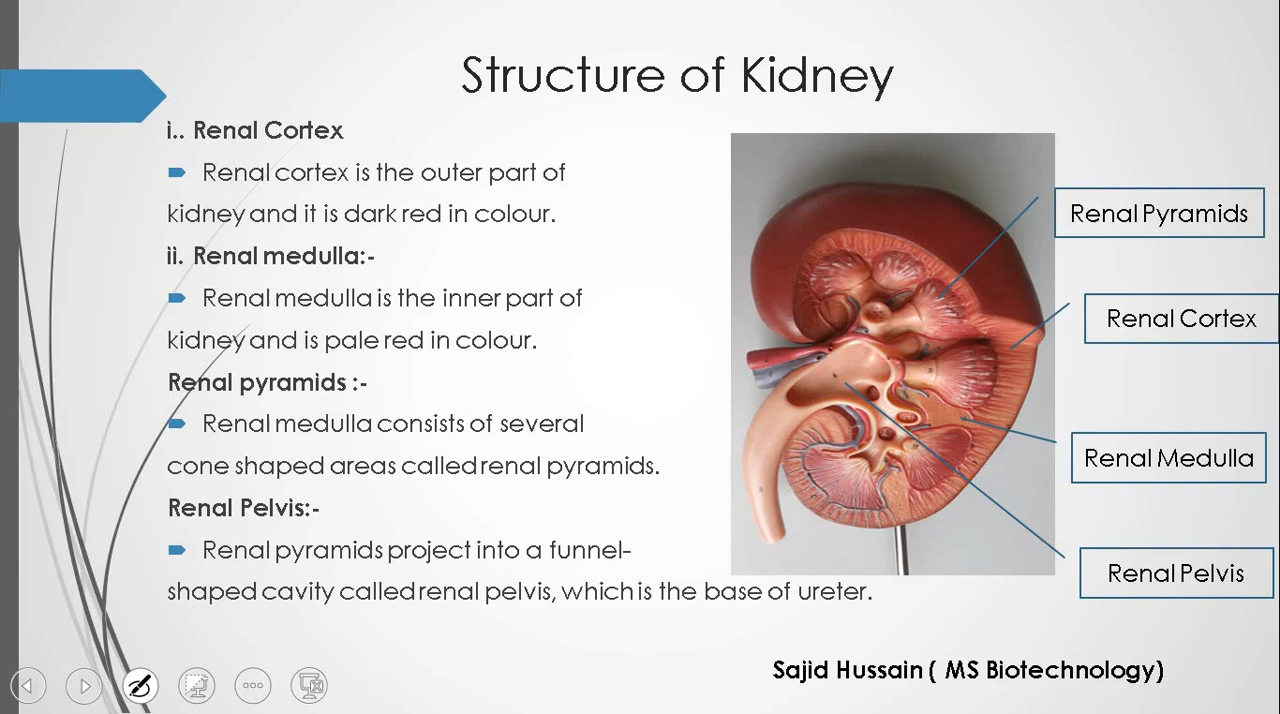 Structure of Kidney
i.. Renal Cortex
Renal cortex is the outer part of
kidney and it is dark red in colour.
ii. Renal medulla:-
Renal medulla is the inner part of
kidney and is pale red in colour.
Renal pyramids :-
Renal medulla consists of several
cone shaped areas called renal pyramids.
Renal Pelvis:-
Renal pyramids project into a funnel-
shaped cavity called renal pelvis, which is the base of ureter.
Renal Pyramids
Renal Cortex
Renal Medulla
Renal Pelvis
Sajid Hussain ( MS Biotechnology)